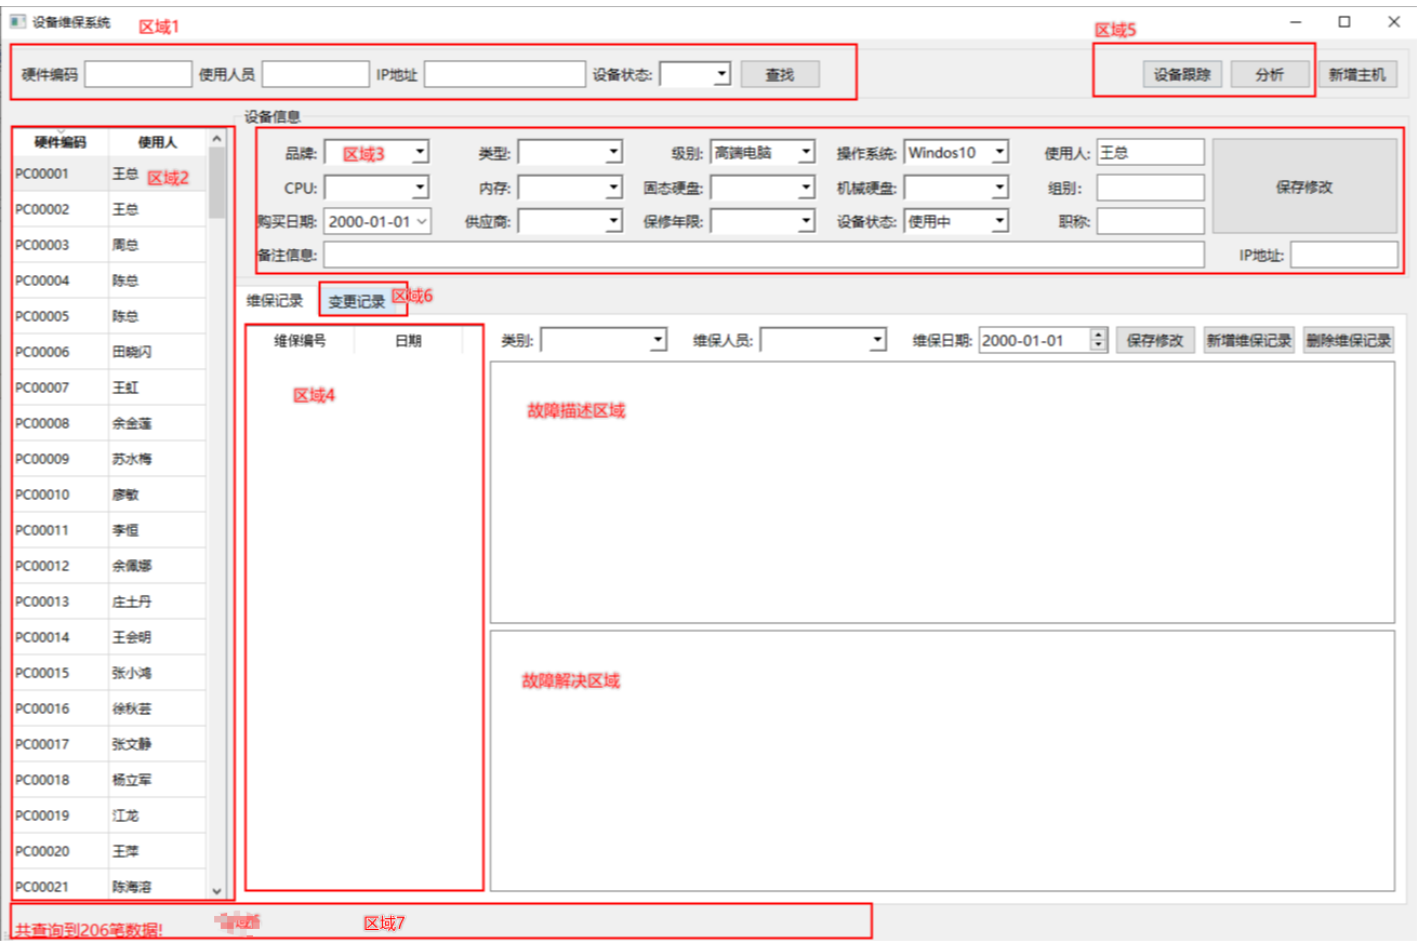 设备维保系统
区域1
区域5
硬件编码 使用人员 IP地址 设备状态: 查找 设备跟踪 分析 新增主机
设备信息
硬件编码 使用人
PC00001 王总
区域2
PC00002 王总
PC00003 周总
PC00004 陈总
PC00005 陈总
PC00006 田晓闪
PC00007 王虹
PC00008 余金莲
PC00009 苏水梅
PC00010 廖敏
PC00011 李恒
PC00012 余佩娜
PC00013 庄土丹
PC00014 王会明
PC00015 张小鸿
PC00016 徐秋芸
PC00017 张文静
PC00018 杨立军
PC00019 江龙
PC00020 王萍
PC00021 陈海溶
品牌: 区域3 类型: 级别: 高端电脑 操作系统: Windos10 使用人: 王总
CPU: 内存: 固态硬盘: 机械硬盘: 组别:
保存修改
购买日期: 2000-01-01 供应商: 保修年限: 设备状态: 使用中 职称:
备注信息: IP地址:
维保记录 变更记录 区域6
维保编号 日期
区域4
类别: 维保人员: 维保日期: 2000-01-01 保存修改 新增维保记录 删除维保记录
故障描述区域
故障解决区域
共查询到206笔数据!
区域7